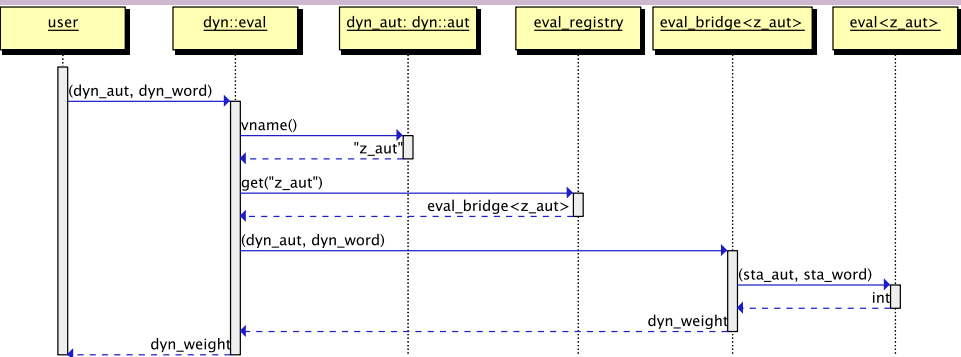 user
dyn::eval
dyn_aut: dyn::aut
eval_registry
eval_bridge<z_aut>
eval<z_aut>
(dyn_aut, dyn_word)
vname()
"z_aut"
get("z_aut")
eval_bridge<z_aut>
(dyn_aut, dyn_word)
(sta_aut, sta_word)
int
dyn_weight
dyn_weight